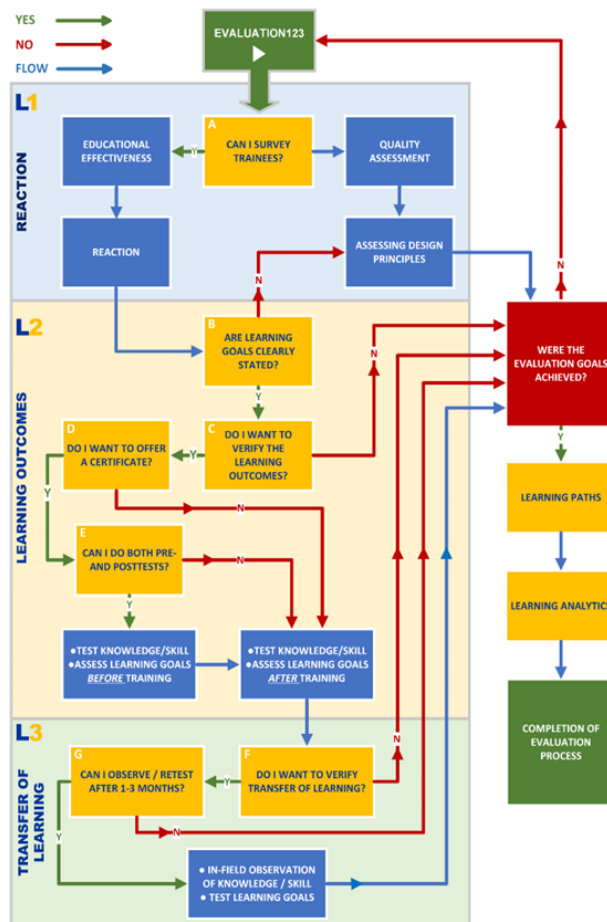 YES
NO
FLOW
EVALUATION123
L1
REACTION
EDUCATIONAL
EFFECTIVENESS
Y
A
CAN I SURVEY
TRAINEES?
QUALITY
ASSESSMENT
REACTION
ASSESSING DESIGN
PRINCIPLES
N
N
L2
LEARNING OUTCOMES
B
ARE LEARNING
GOALS CLEARLY
STATED?
N
WERE THE
EVALUATION GOALS
ACHIEVED?
Y
Y
D
DO I WANT TO OFFER
A CERTIFICATE?
Y
C
DO I WANT TO
VERIFY THE
LEARNING
OUTCOMES?
LEARNING PATHS
Y
N
E
CAN I DO BOTH PRE-
AND POSTTESTS?
N
Y
LEARNING ANALYTICS
●TEST KNOWLEDGE/SKILL
●ASSESS LEARNING GOALS
BEFORE TRAINING
●TEST KNOWLEDGE/SKILL
●ASSESS LEARNING GOALS
AFTER TRAINING
COMPLETION OF
EVALUATION
PROCESS
L3
TRANSFER OF
LEARNING
G
CAN I OBSERVE / RETEST
AFTER 1-3 MONTHS?
Y
F
DO I WANT TO VERIFY
TRANSFER OF LEARNING?
N
Y
N
● IN-FIELD OBSERVATION
OF KNOWLEDGE / SKILL
● TEST LEARNING GOALS